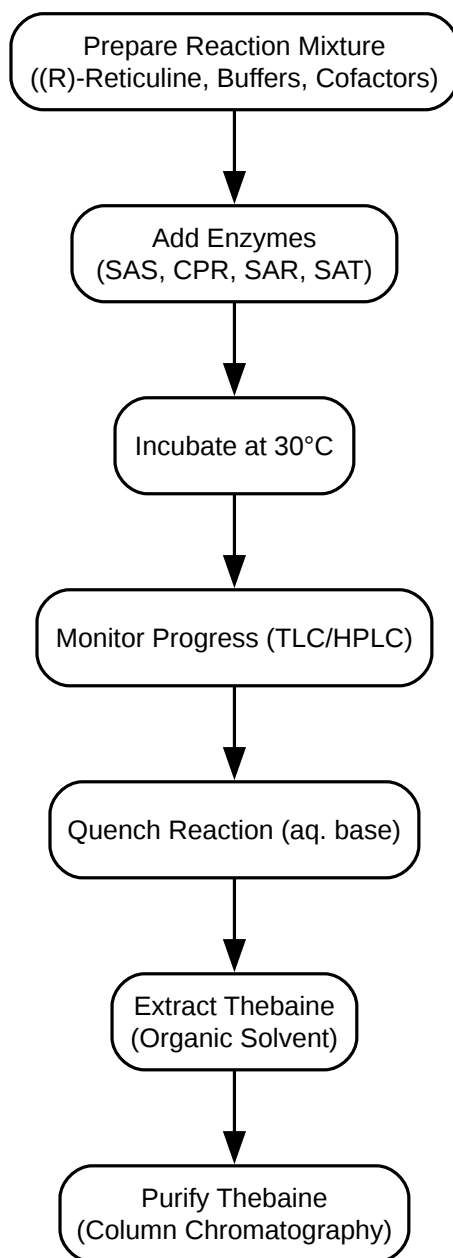 Prepare Reaction Mixture
((R)-Reticuline, Buffers, Cofactors)
Add Enzymes
(SAS, CPR, SAR, SAT)
Incubate at 30°C
Monitor Progress (TLC/HPLC)
Quench Reaction (aq. base)
Extract Thebaine
(Organic Solvent)
Purify Thebaine
(Column Chromatography)